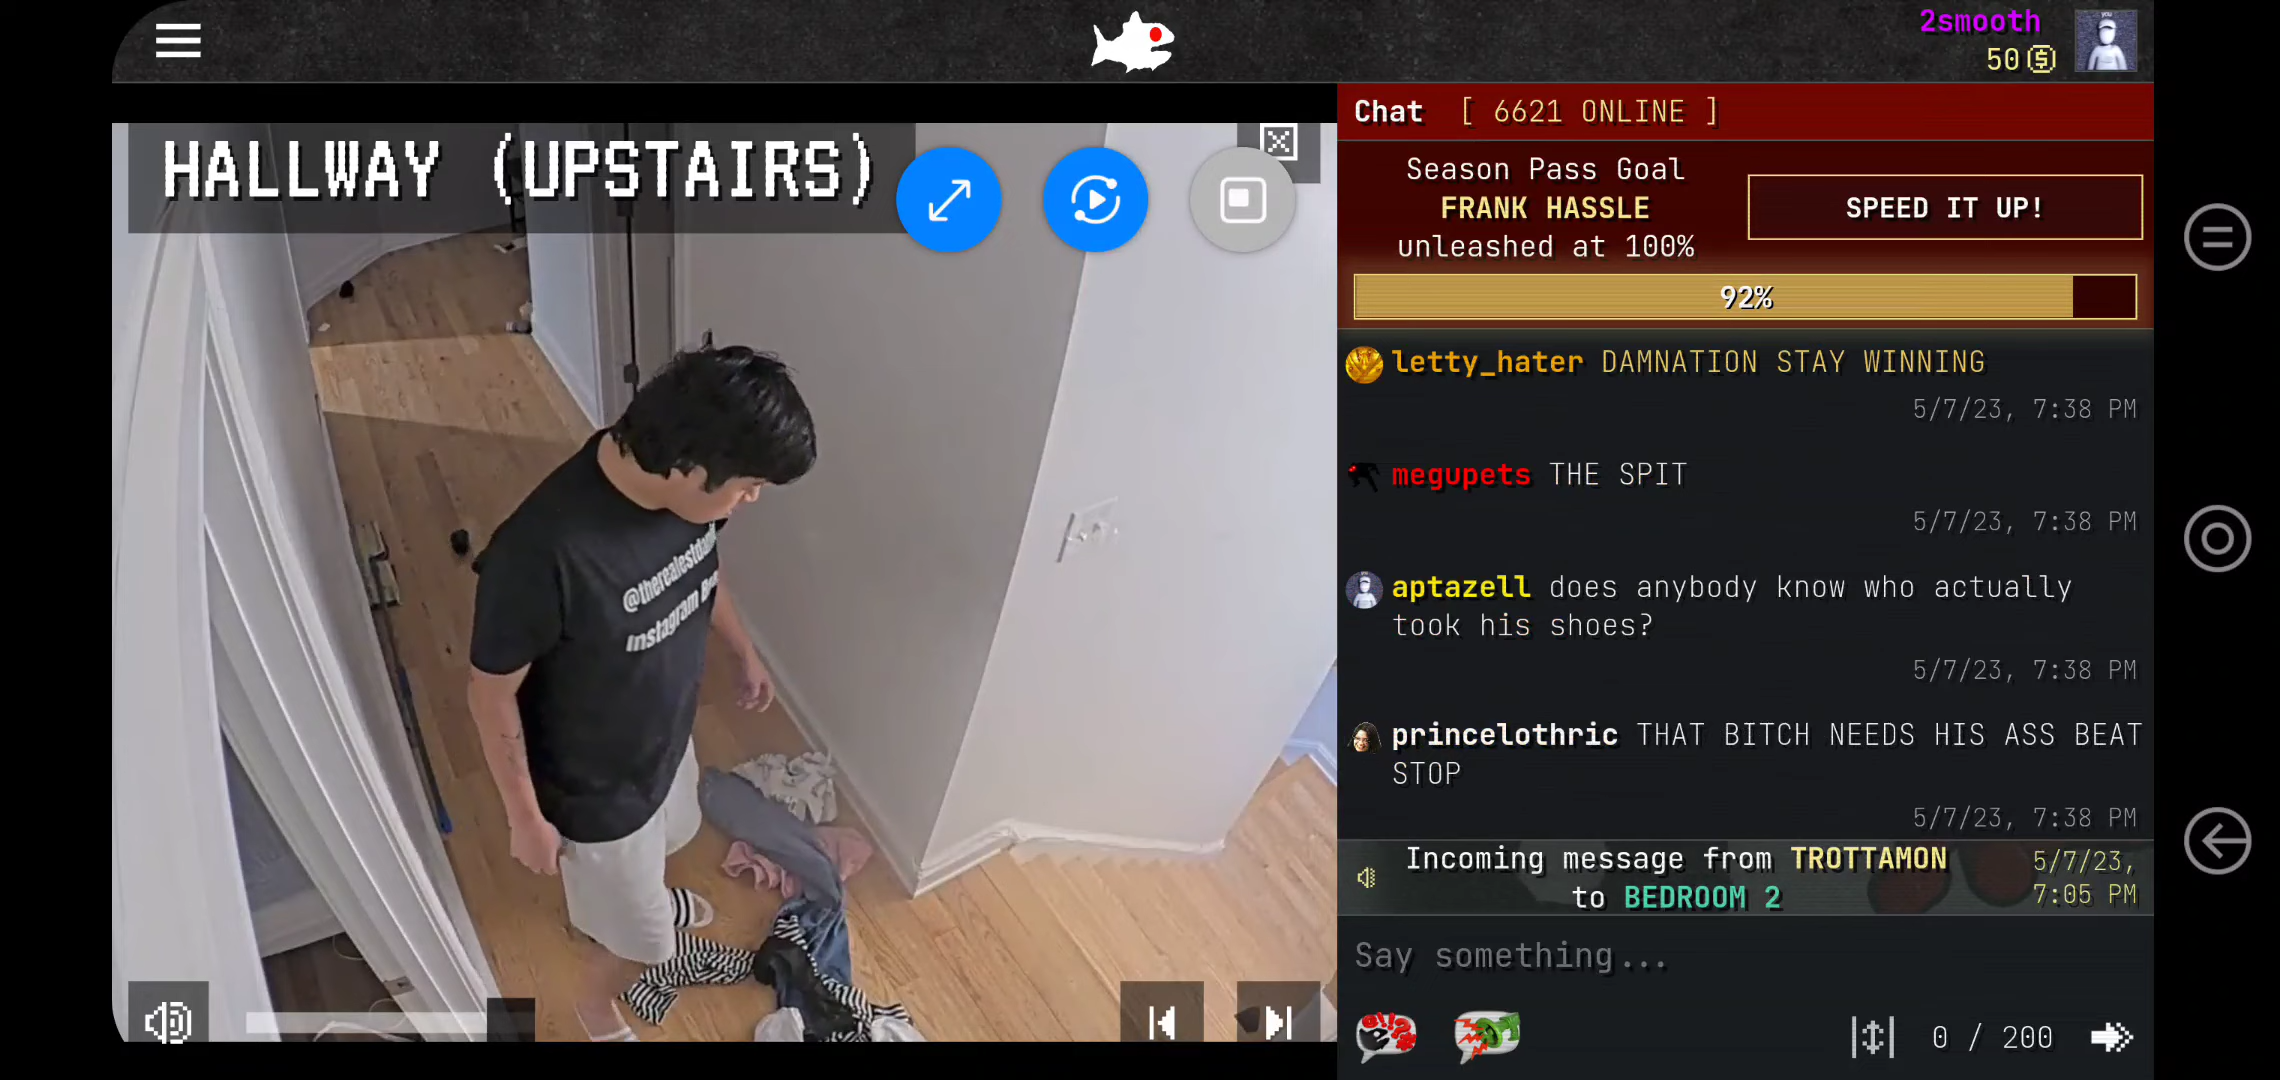 2smooth
50
HALLWAY (UPSTAIRS)
Instagram
Chat [ 6621 ONLINE ]
Season Pass Goal
FRANK HASSLE
unleashed at 100%
SPEED IT UP!
92%
letty_hater DAMNATION STAY WINNING
5/7/23, 7:38 PM
megupets THE SPIT
5/7/23, 7:38 PM
aptazell does anybody know who actually
took his shoes?
5/7/23, 7:38 PM
princelothric THAT BITCH NEEDS HIS ASS BEAT
STOP
5/7/23, 7:38 PM
Incoming message from TROTTAMON
to BEDROOM 2
5/7/23,
7:05 PM
Say something...
0 / 200